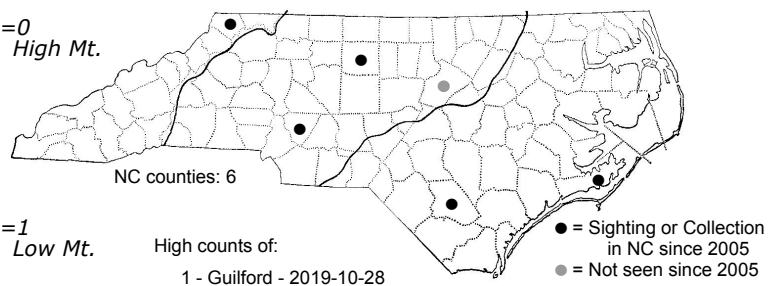 =0
High Mt.
NC counties: 6
=1
Low Mt.
High counts of:
1 - Guilford - 2019-10-28
● = Sighting or Collection
in NC since 2005
● = Not seen since 2005